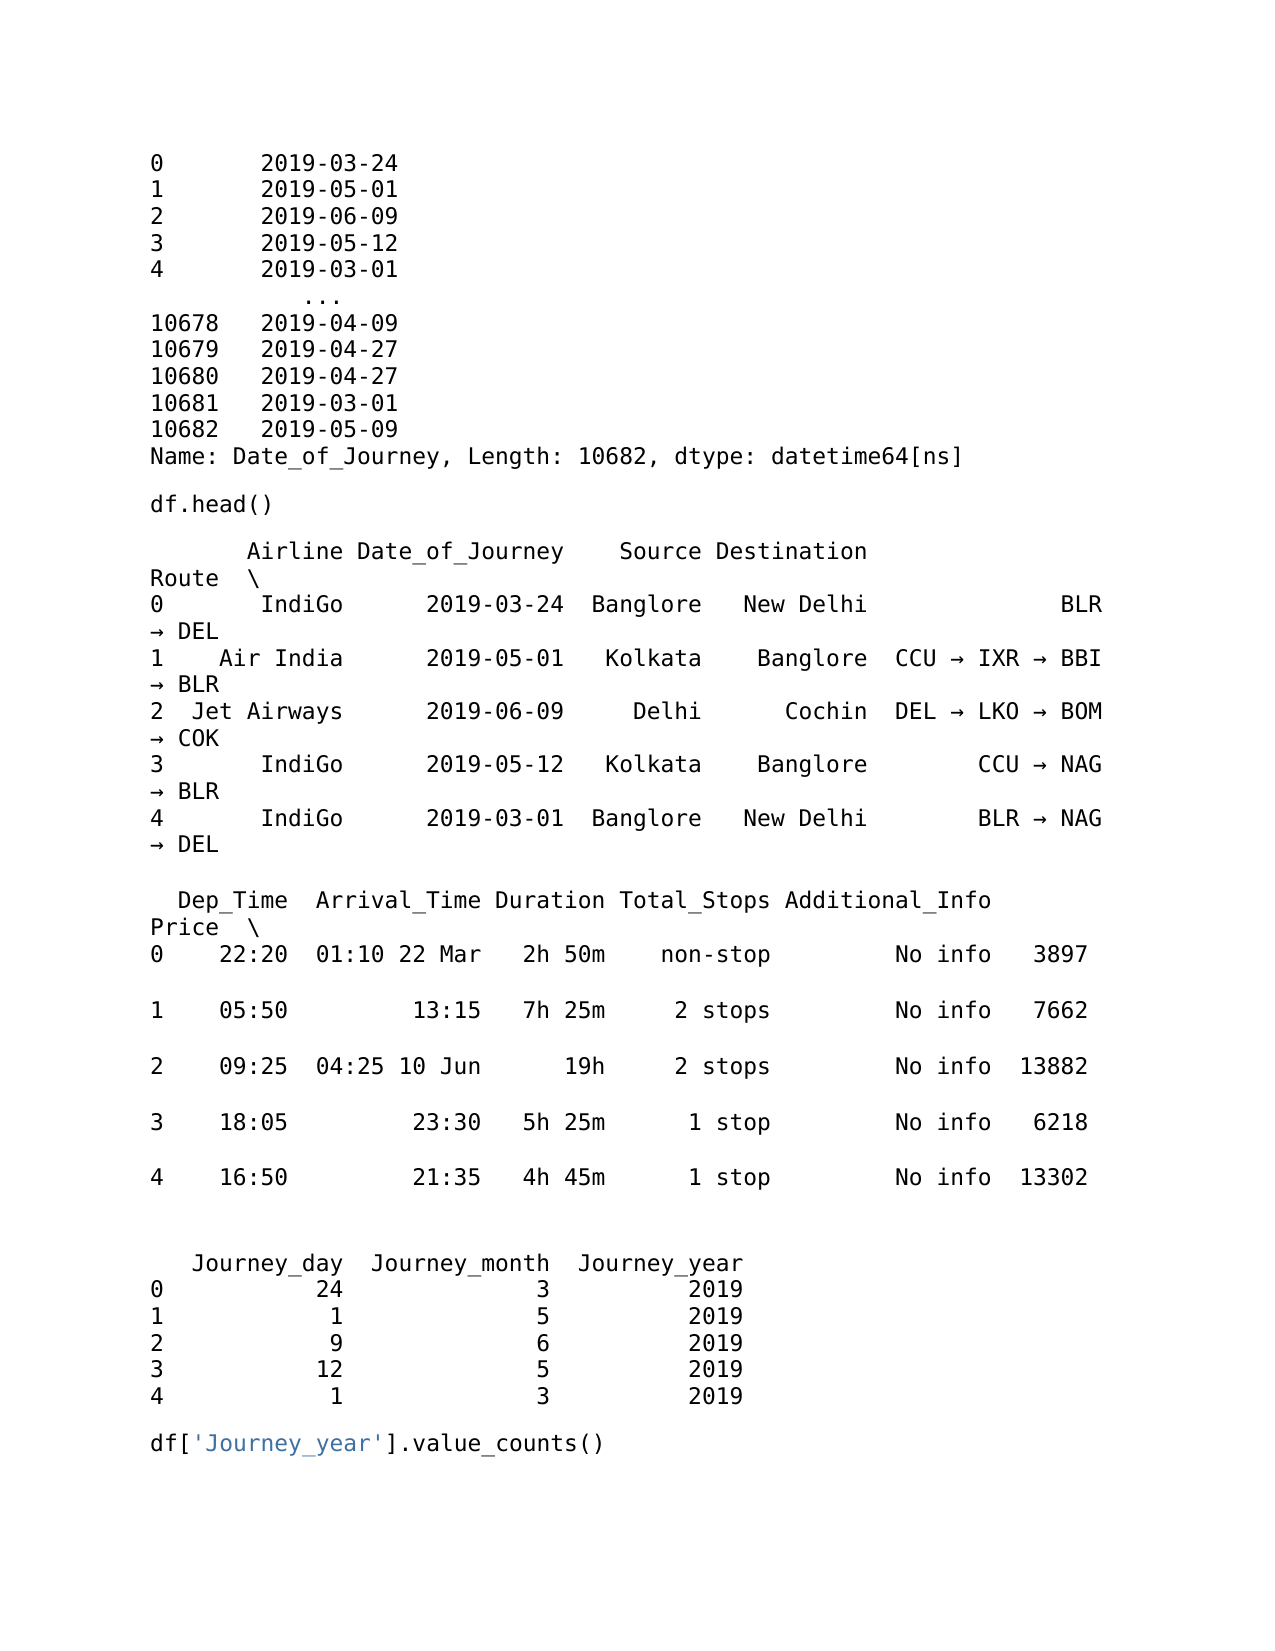 0       2019-03-24
1       2019-05-01
2       2019-06-09
3       2019-05-12
4       2019-03-01
           ...
10678   2019-04-09
10679   2019-04-27
10680   2019-04-27
10681   2019-03-01
10682   2019-05-09
Name: Date_of_Journey, Length: 10682, dtype: datetime64[ns]
df.head()
       Airline Date_of_Journey    Source Destination
Route  \
0       IndiGo      2019-03-24  Banglore   New Delhi              BLR
→ DEL
1    Air India      2019-05-01   Kolkata    Banglore  CCU → IXR → BBI
→ BLR
2  Jet Airways      2019-06-09     Delhi      Cochin  DEL → LKO → BOM
→ COK
3       IndiGo      2019-05-12   Kolkata    Banglore        CCU → NAG
→ BLR
4       IndiGo      2019-03-01  Banglore   New Delhi        BLR → NAG
→ DEL
  Dep_Time  Arrival_Time Duration Total_Stops Additional_Info
Price  \
0    22:20  01:10 22 Mar   2h 50m    non-stop         No info   3897
1    05:50         13:15   7h 25m     2 stops         No info   7662
2    09:25  04:25 10 Jun      19h     2 stops         No info  13882
3    18:05         23:30   5h 25m      1 stop         No info   6218
4    16:50         21:35   4h 45m      1 stop         No info  13302
   Journey_day  Journey_month  Journey_year
0           24              3          2019
1            1              5          2019
2            9              6          2019
3           12              5          2019
4            1              3          2019
df['Journey_year'].value_counts()